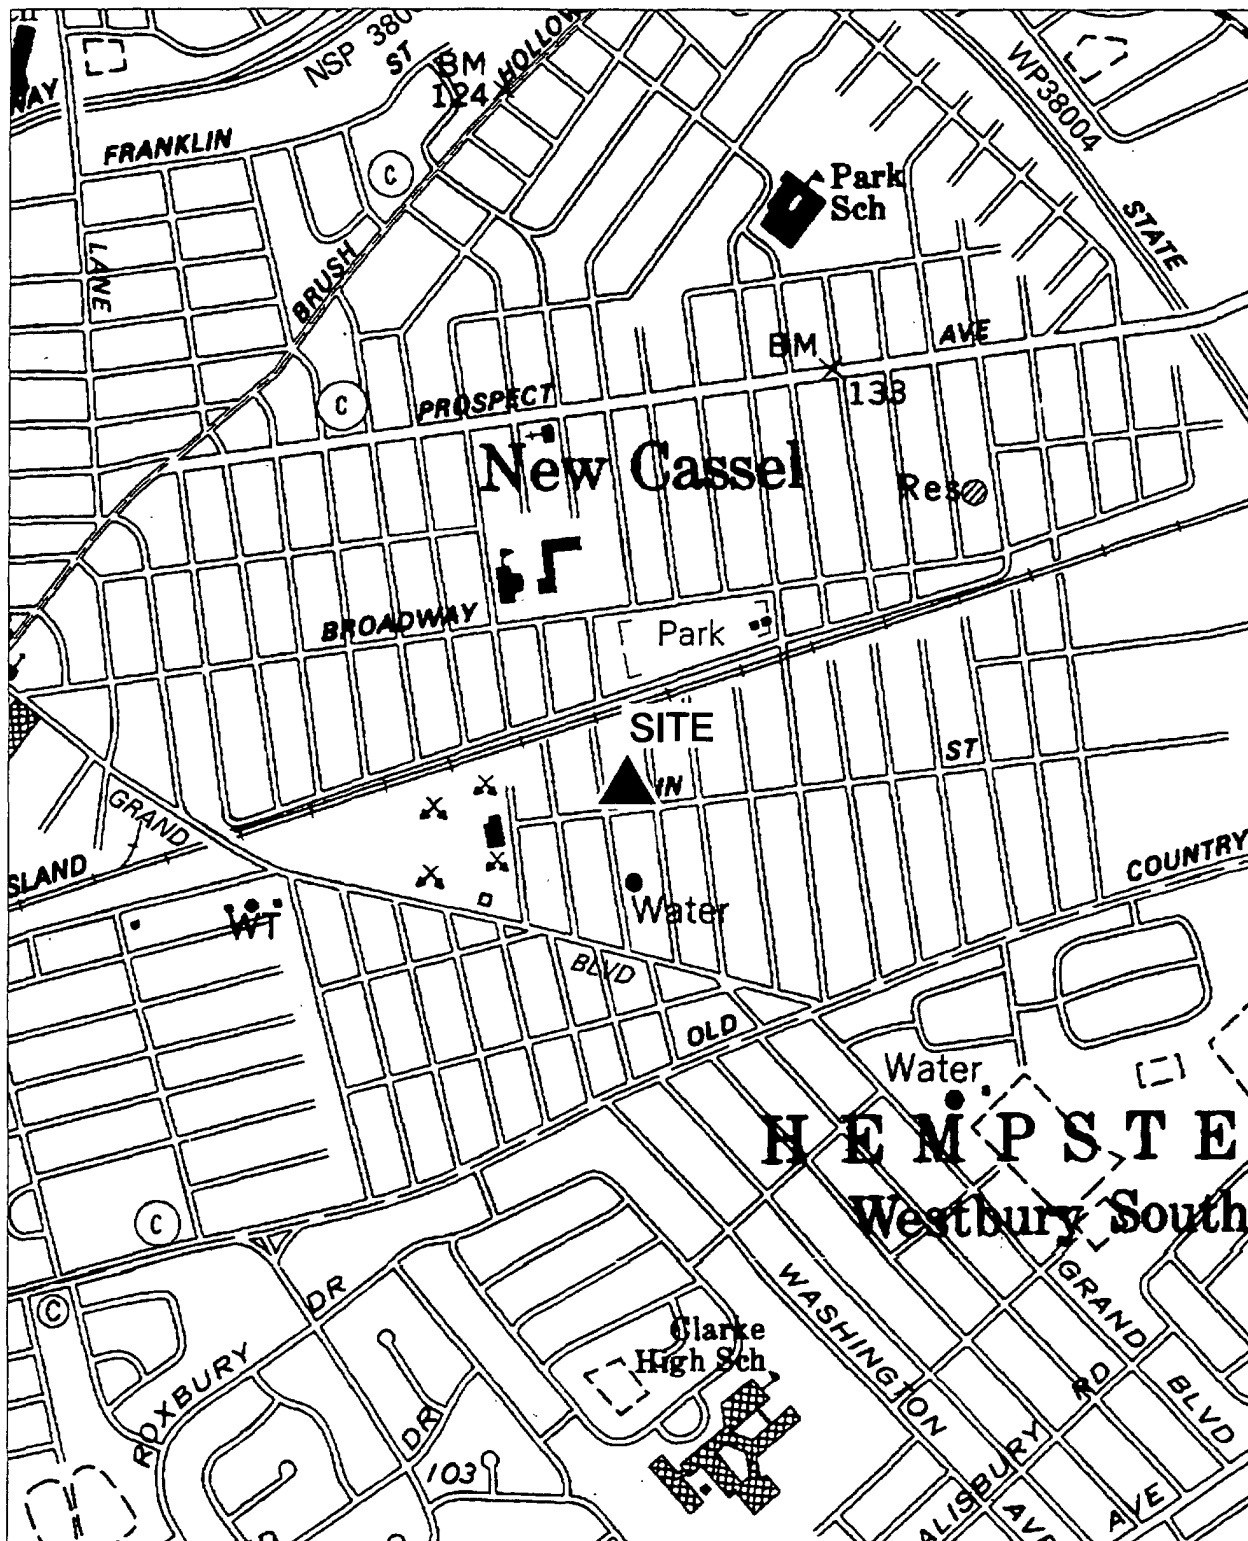 NSP 380
ST
BM
124
HOLLOW
WP38004
WAY
FRANKLIN
C
Park
Sch
STATE
LANE
BRUSH
BM
AVE
133
C
PROSPECT
New Cassel
Res
BROADWAY
Park
SITE
ST
IN
GRAND
SLAND
COUNTRY
WT
Water
BLVD
OLD
Water
HEMPSTE
Westbury South
C
C
DR
GRAND
WASHINGTON
Clarke
High Sch
ROXBURY
RD
BLVD
DR
103
ALISBURY
AVE
AVE